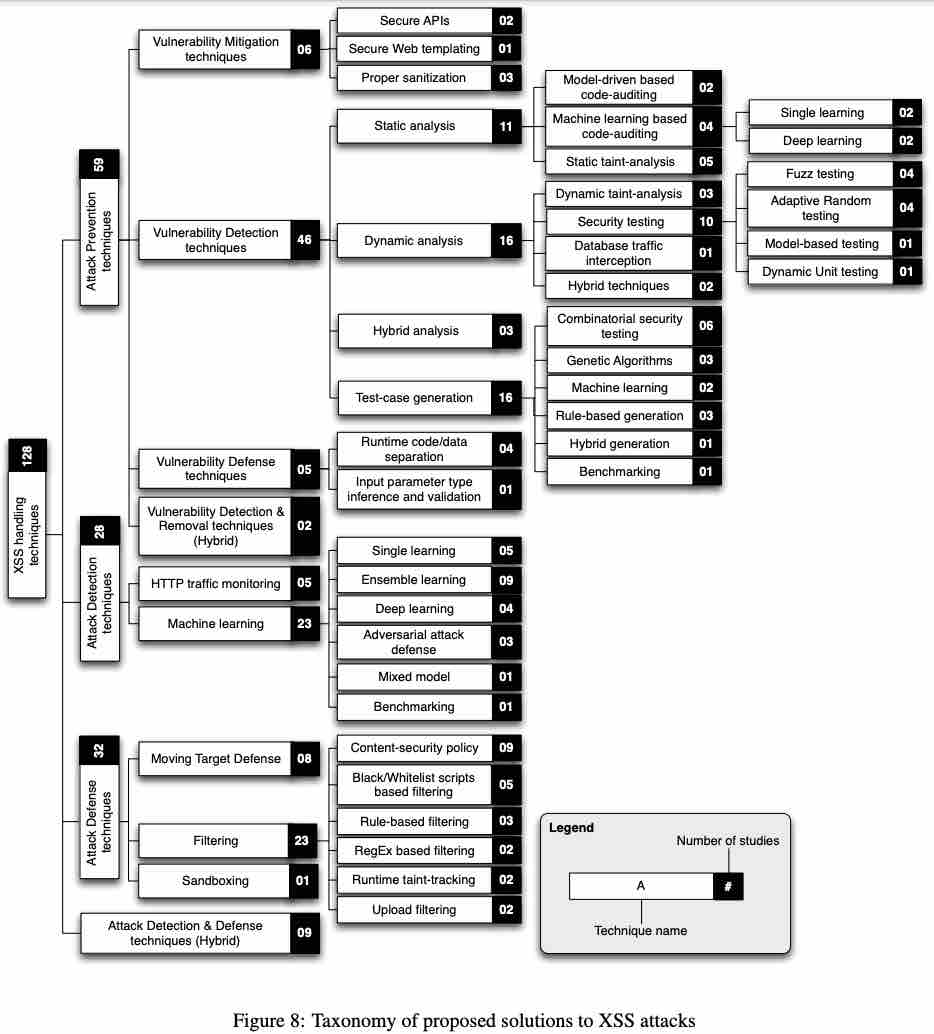 XSS handling
techniques
128
Attack Prevention
techniques
59
Vulnerability Mitigation
techniques
06
Secure APIs
02
Secure Web templating
01
Proper sanitization
03
Vulnerability Detection
techniques
46
Static analysis
11
Model-driven based
code-auditing
02
Machine learning based
code-auditing
04
Single learning
02
Deep learning
02
Static taint-analysis
05
Dynamic analysis
16
Dynamic taint-analysis
03
Security testing
10
Fuzz testing
04
Adaptive Random
testing
04
Model-based testing
01
Dynamic Unit testing
01
Database traffic
interception
01
Hybrid techniques
02
Hybrid analysis
03
Test-case generation
16
Combinatorial security
testing
06
Genetic Algorithms
03
Machine learning
02
Rule-based generation
03
Hybrid generation
01
Benchmarking
01
Vulnerability Defense
techniques
05
Runtime code/data
separation
04
Input parameter type
inference and validation
01
Vulnerability Detection &
Removal techniques
(Hybrid)
02
Attack Detection
techniques
28
HTTP traffic monitoring
05
Machine learning
23
Single learning
05
Ensemble learning
09
Deep learning
04
Adversarial attack
defense
03
Mixed model
01
Benchmarking
01
Attack Defense
techniques
32
Moving Target Defense
08
Filtering
23
Content-security policy
09
Black/Whitelist scripts
based filtering
05
Rule-based filtering
03
RegEx based filtering
02
Runtime taint-tracking
02
Upload filtering
02
Sandboxing
01
Attack Detection & Defense
techniques (Hybrid)
09
Legend
Number of studies
A
#
Technique name
Figure 8: Taxonomy of proposed solutions to XSS attacks